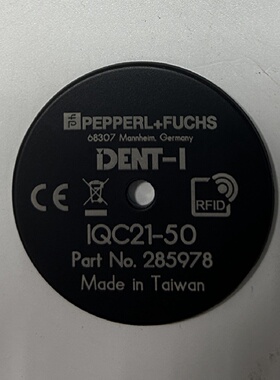 PEPPERL+FUCHS
68307 Mannheim, Germany
IDENT-I
CE RFID
IQC21-50
Part No. 285978
Made in Taiwan